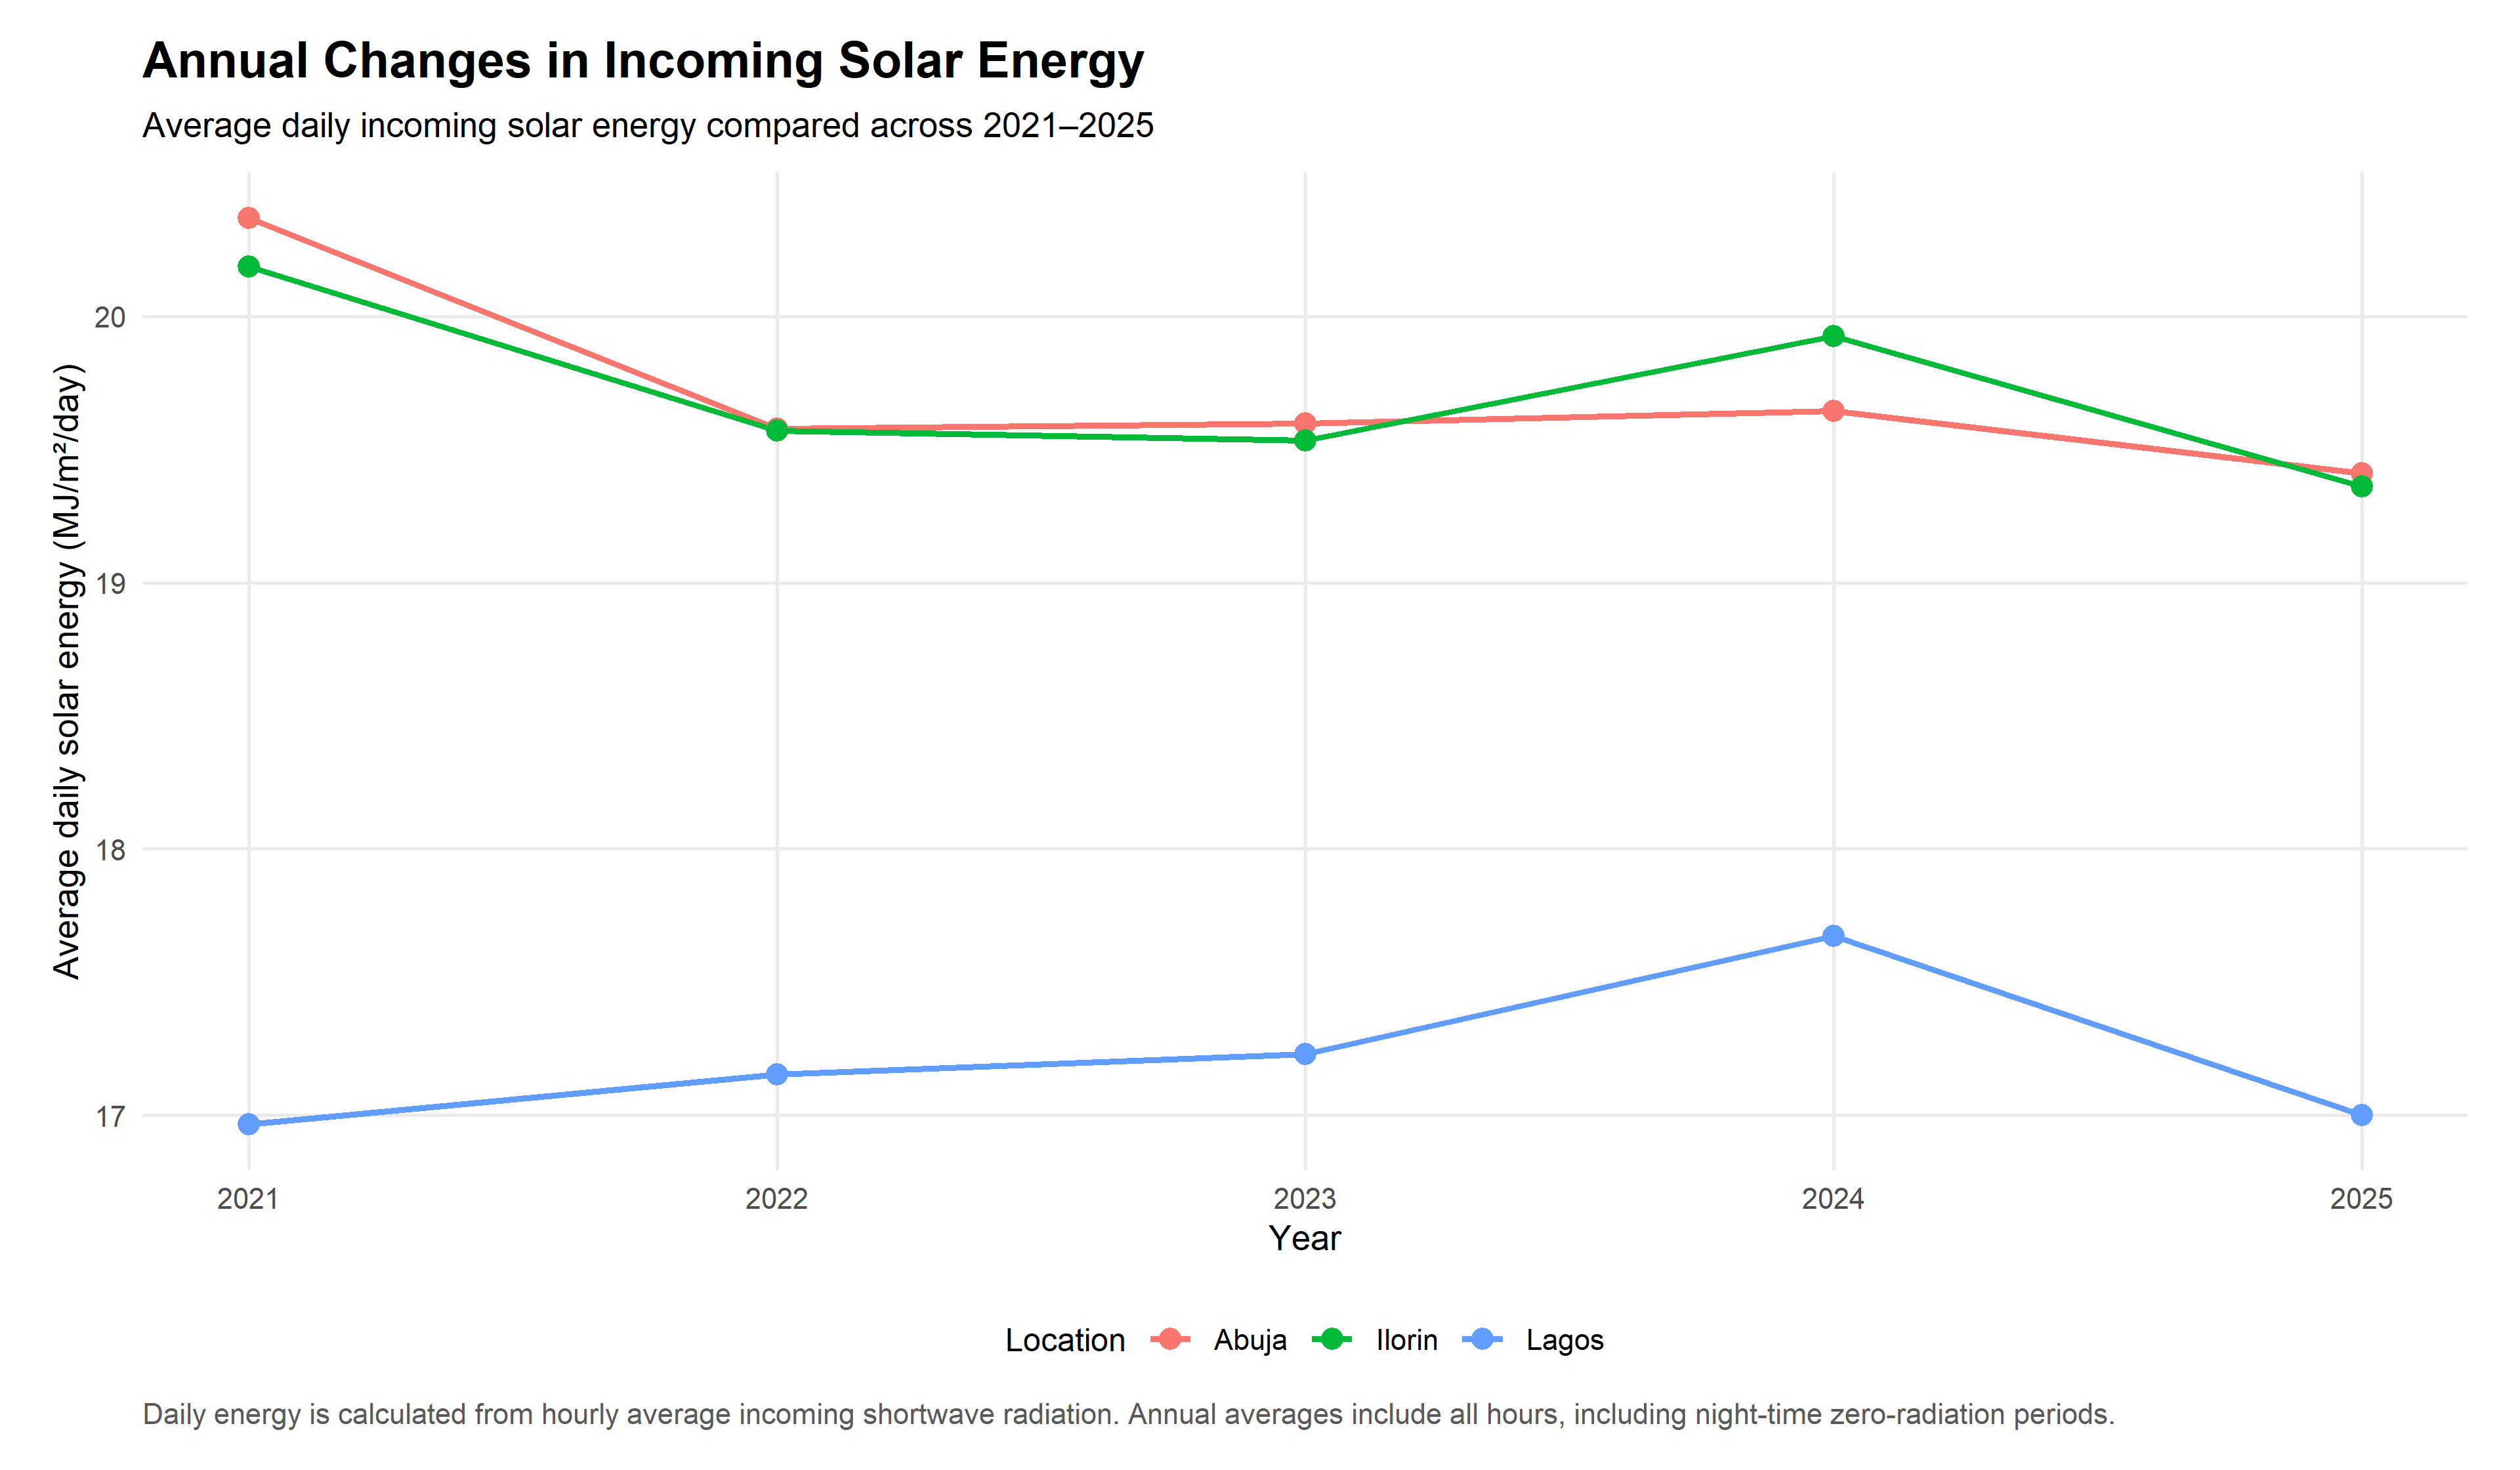 Annual Changes in Incoming Solar Energy
Average daily incoming solar energy compared across 2021–2025
Average daily solar energy (MJ/m²/day)
20
19
18
17
2021 2022 2023 2024 2025
Year
Location Abuja Ilorin Lagos
Daily energy is calculated from hourly average incoming shortwave radiation. Annual averages include all hours, including night-time zero-radiation periods.